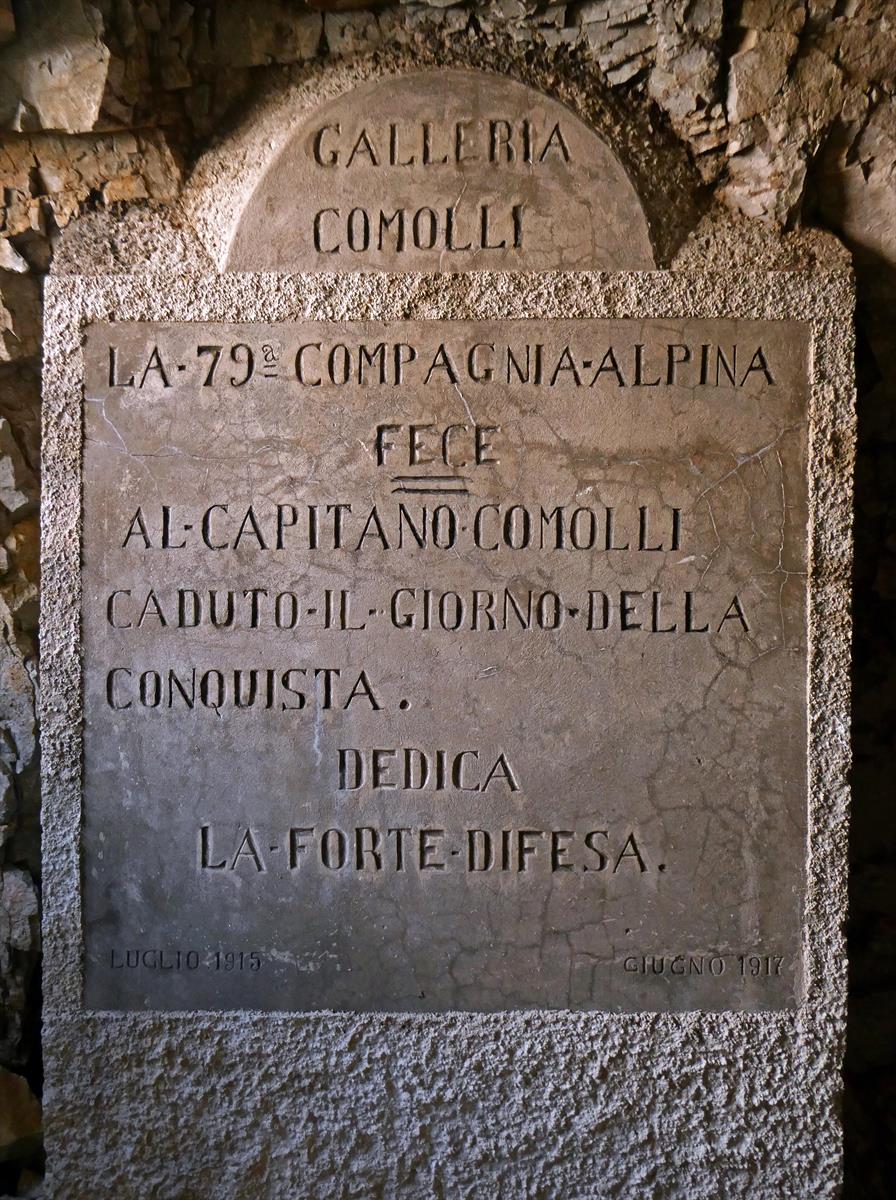 GALLERIA
COMOLLI
LA·79ª COMPAGNIA·ALPINA
FECE
AL·CAPITANO·COMOLLI
CADUTO·IL·GIORNO·DELLA
CONQUISTA.
DEDICA
LA·FORTE·DIFESA.
LUGLIO 1915 GIUGNO 1917